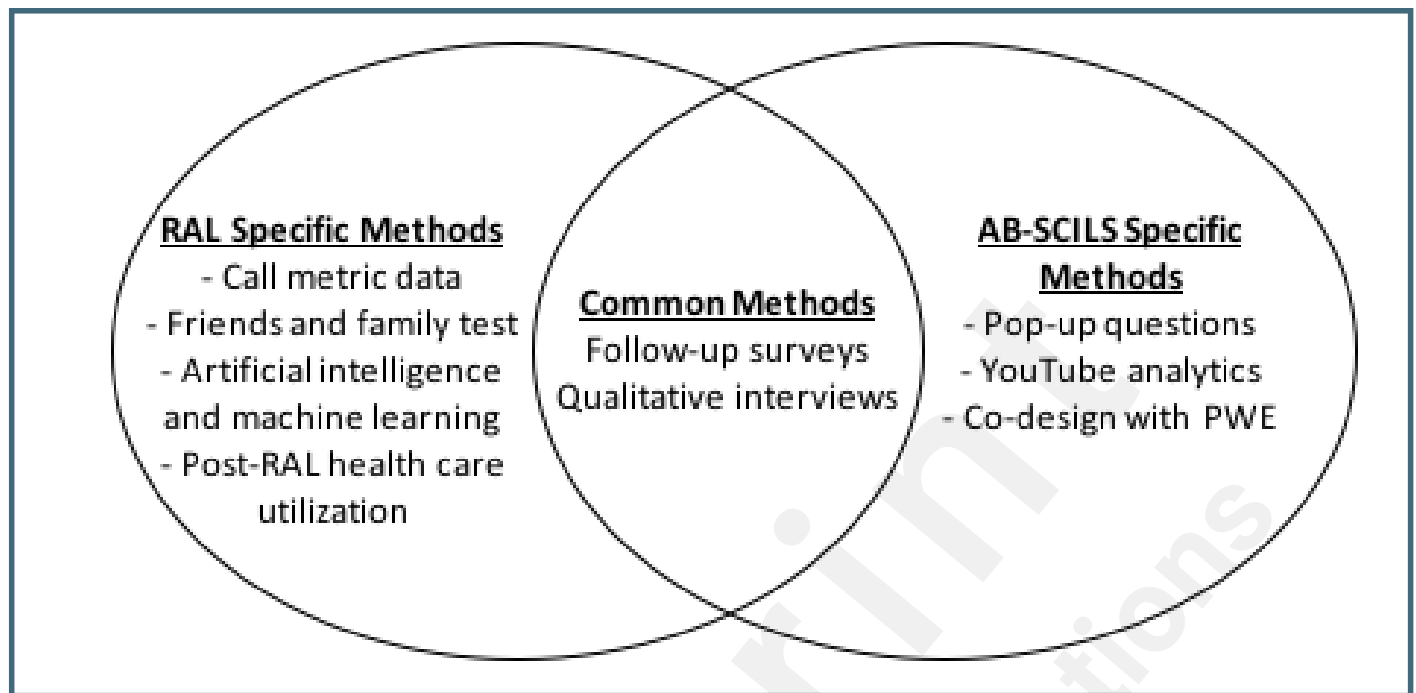 RAL Specific Methods
- Call metric data
- Friends and family test
- Artificial intelligence
and machine learning
- Post-RAL health care
utilization
Common Methods
Follow-up surveys
Qualitative interviews
AB-SCILS Specific
Methods
- Pop-up questions
- YouTube analytics
- Co-design with PWE